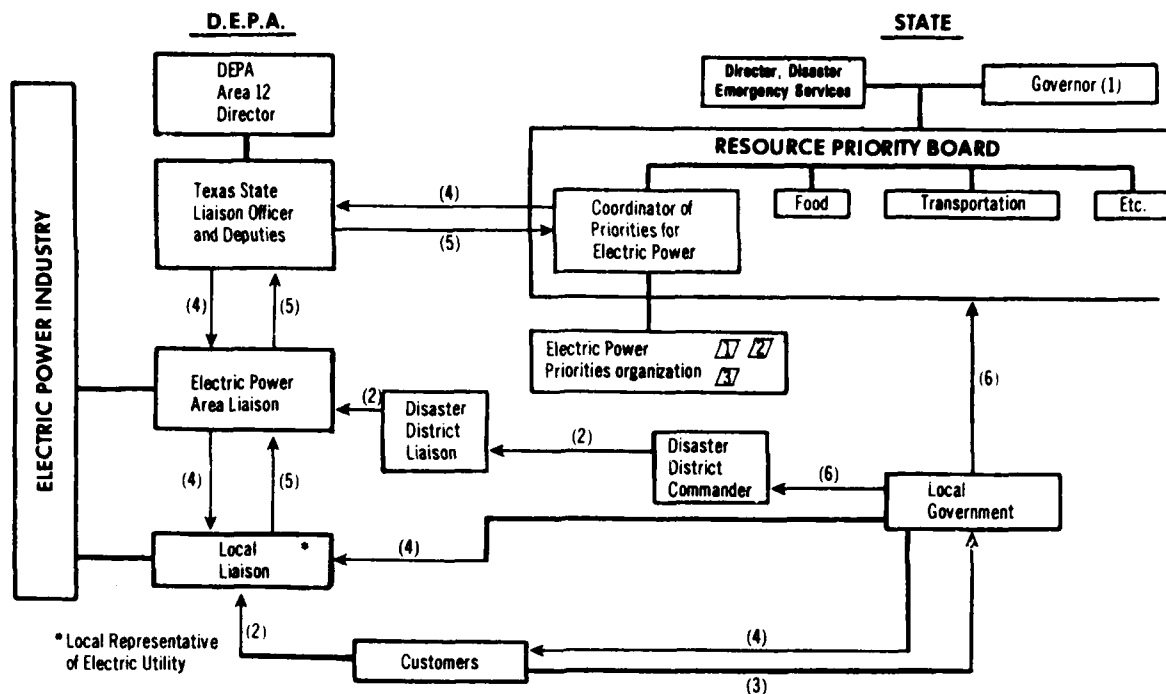 D.E.P.A.
STATE
DEPA
Area 12
Director
Director, Disaster
Emergency Services
Governor (1)
RESOURCE PRIORITY BOARD
Texas State
Liaison Officer
and Deputies
(4)
(5)
Coordinator of
Priorities for
Electric Power
Food
Transportation
Etc.
ELECTRIC POWER INDUSTRY
(4)
(5)
Electric Power
Priorities organization
1 2
3
Electric Power
Area Liaison
(2)
Disaster
District
Liaison
(2)
Disaster
District
Commander
(6)
(6)
Local
Government
(4)
(5)
Local *
Liaison
(4)
* Local Representative
of Electric Utility
(2)
Customers
(4)
(3)